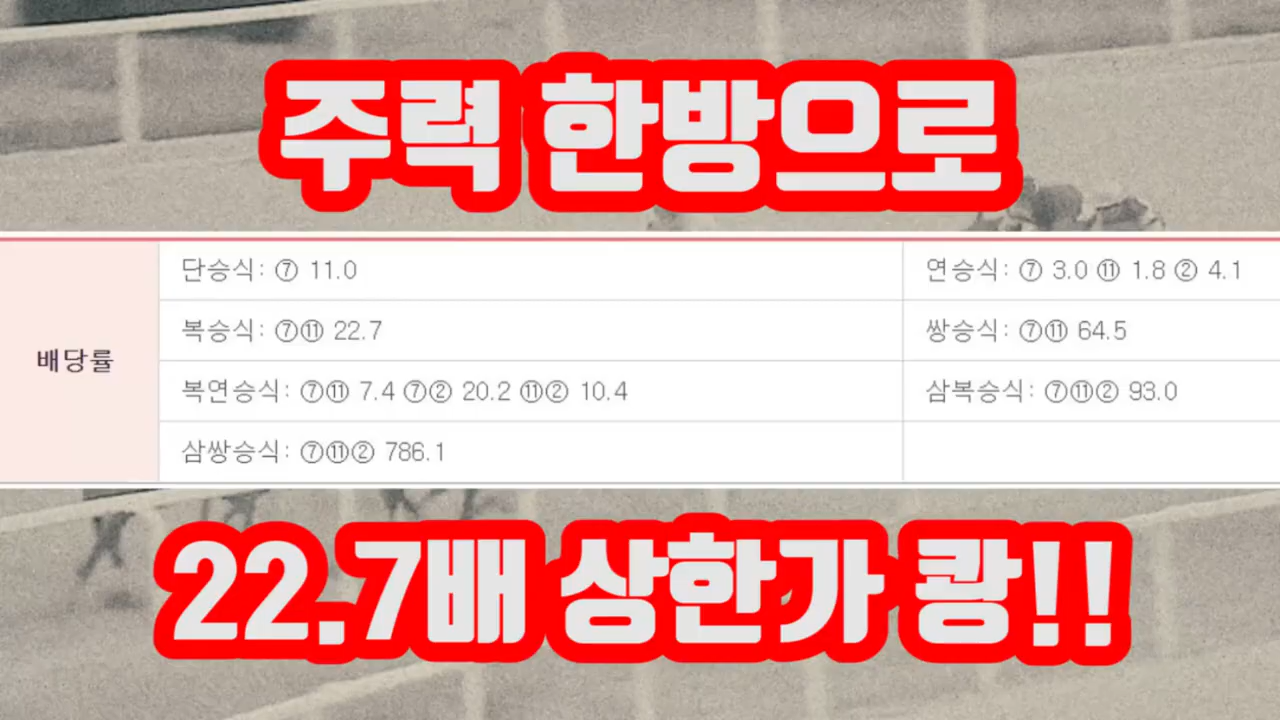 주력 한방으로
배당률
단승식: ⑦ 11.0
연승식: ⑦ 3.0 ⑪ 1.8 ② 4.1
복승식: ⑦⑪ 22.7
쌍승식: ⑦⑪ 64.5
복연승식: ⑦⑪ 7.4 ⑦② 20.2 ⑪② 10.4
삼복승식: ⑦⑪② 93.0
삼쌍승식: ⑦⑪② 786.1
22.7배 상한가 쾅!!